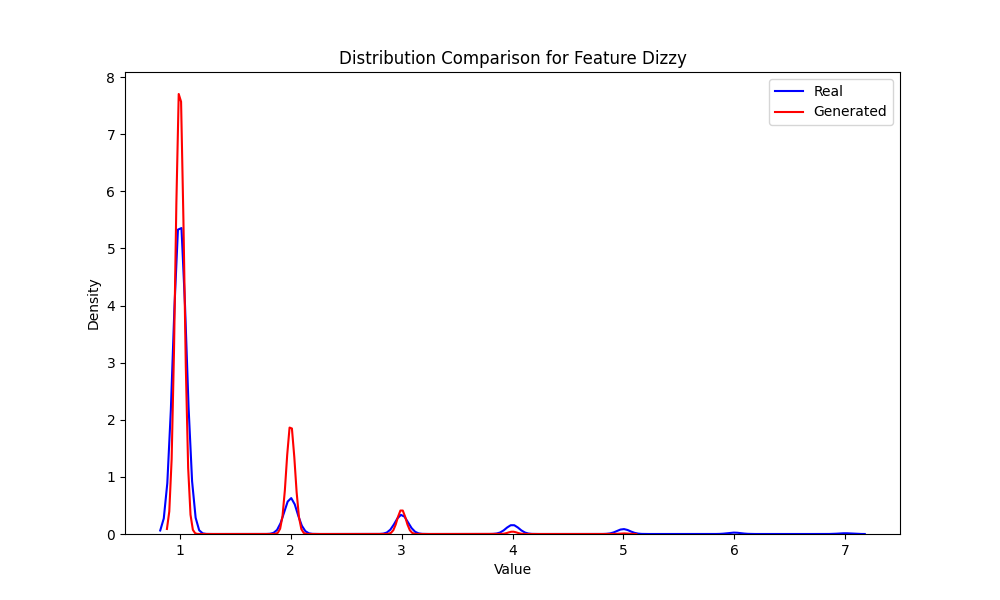 Distribution Comparison for Feature Dizzy
Real
Generated
Density
8
7
6
5
4
3
2
1
0
1 2 3 4 5 6 7
Value